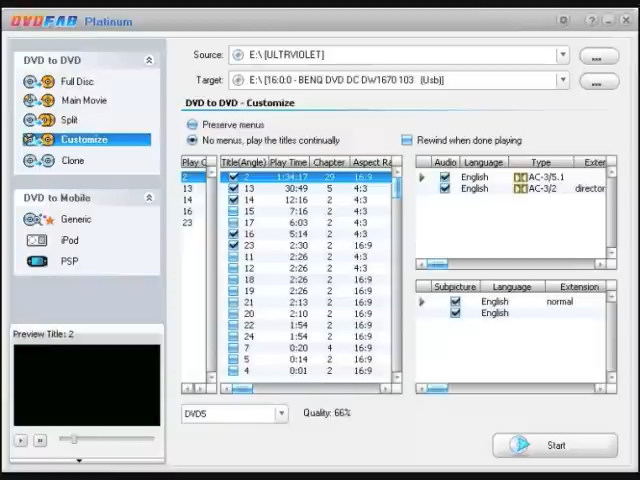 DVDFAB Platinum
DVD to DVD
Full Disc
Main Movie
Split
Customize
Clone
DVD to Mobile
Generic
iPod
PSP
Preview Title: 2
Source: E:\ [ULTRVIOLET]
Target: E:\ [16:0:0 - BENQ DVD DC DW1670 103 (Usb)]
DVD to DVD - Customize
Preserve menus
No menus, play the titles continually
Rewind when done playing
Play C
2
13
14
16
23
Title(Angle) Play Time Chapter Aspect Ra
2 1:34:17 29 16:9
13 30:49 5 4:3
14 12:16 2 4:3
15 7:16 2 4:3
17 6:03 2 4:3
16 5:14 2 4:3
23 2:30 2 16:9
11 2:26 2 4:3
12 2:26 2 4:3
18 2:26 2 16:9
19 2:26 2 16:9
21 2:13 2 16:9
20 2:10 2 16:9
22 1:54 2 16:9
24 1:54 2 16:9
7 0:20 4 16:9
5 0:14 2 16:9
4 0:01 2 16:9
Audio Language Type Exter
English AC-3/5.1
English AC-3/2 director
Subpicture Language Extension
English normal
English
DVD5
Quality: 66%
Start